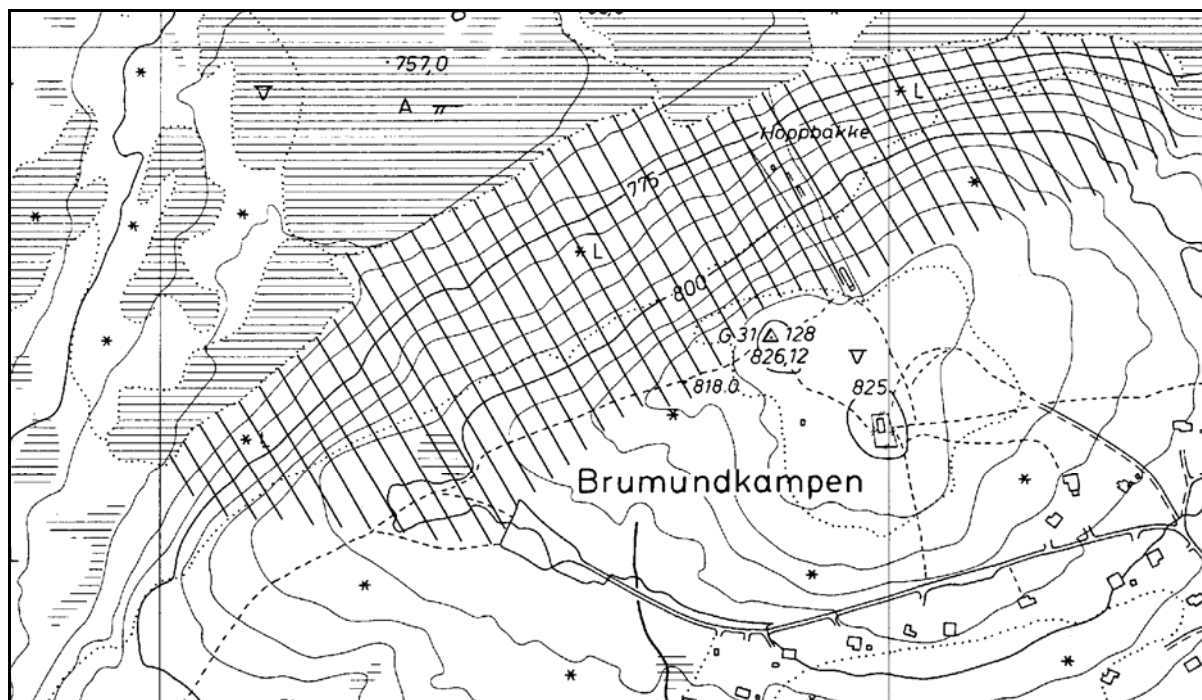 757,0
A
L
Hoppbakke
775
L
800
G-31 128
826,12
818.0
825
L
Brumundkampen